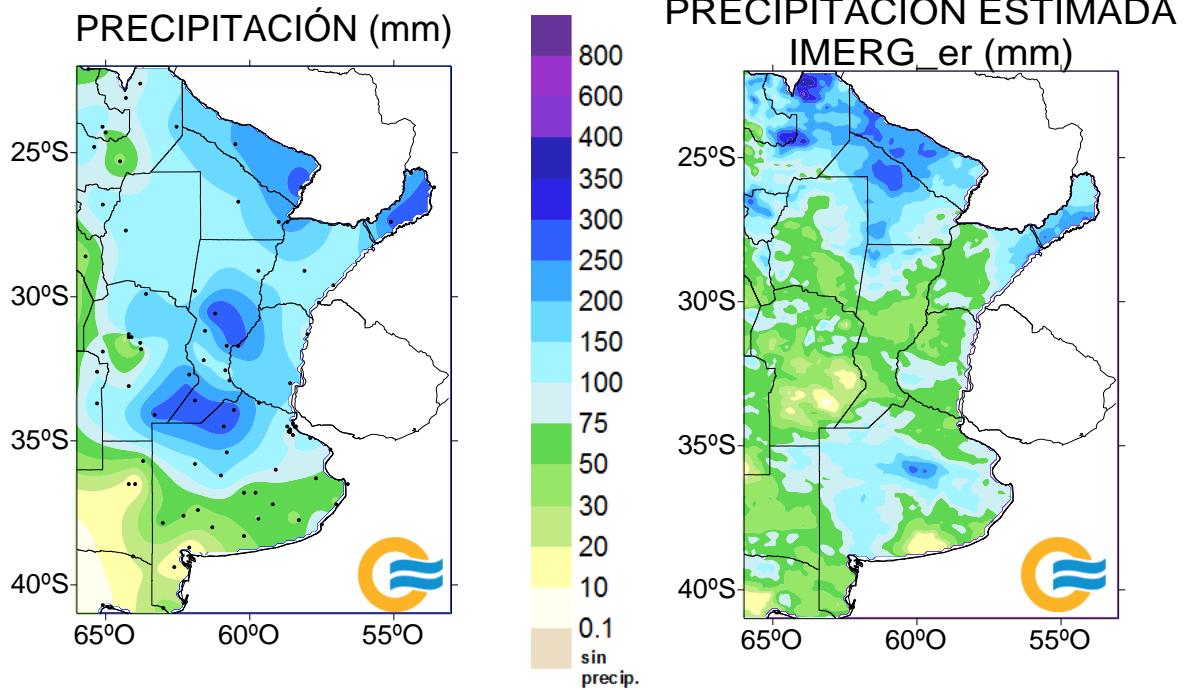 PRECIPITACIÓN (mm)
25ºS
30ºS
35ºS
40ºS
65ºO
60ºO
55ºO
800
600
400
350
300
250
200
150
100
75
50
30
20
10
0.1
sin
precip.
PRECIPITACION ESTIMADA
IMERG_er (mm)
25ºS
30ºS
35ºS
40ºS
65ºO
60ºO
55ºO